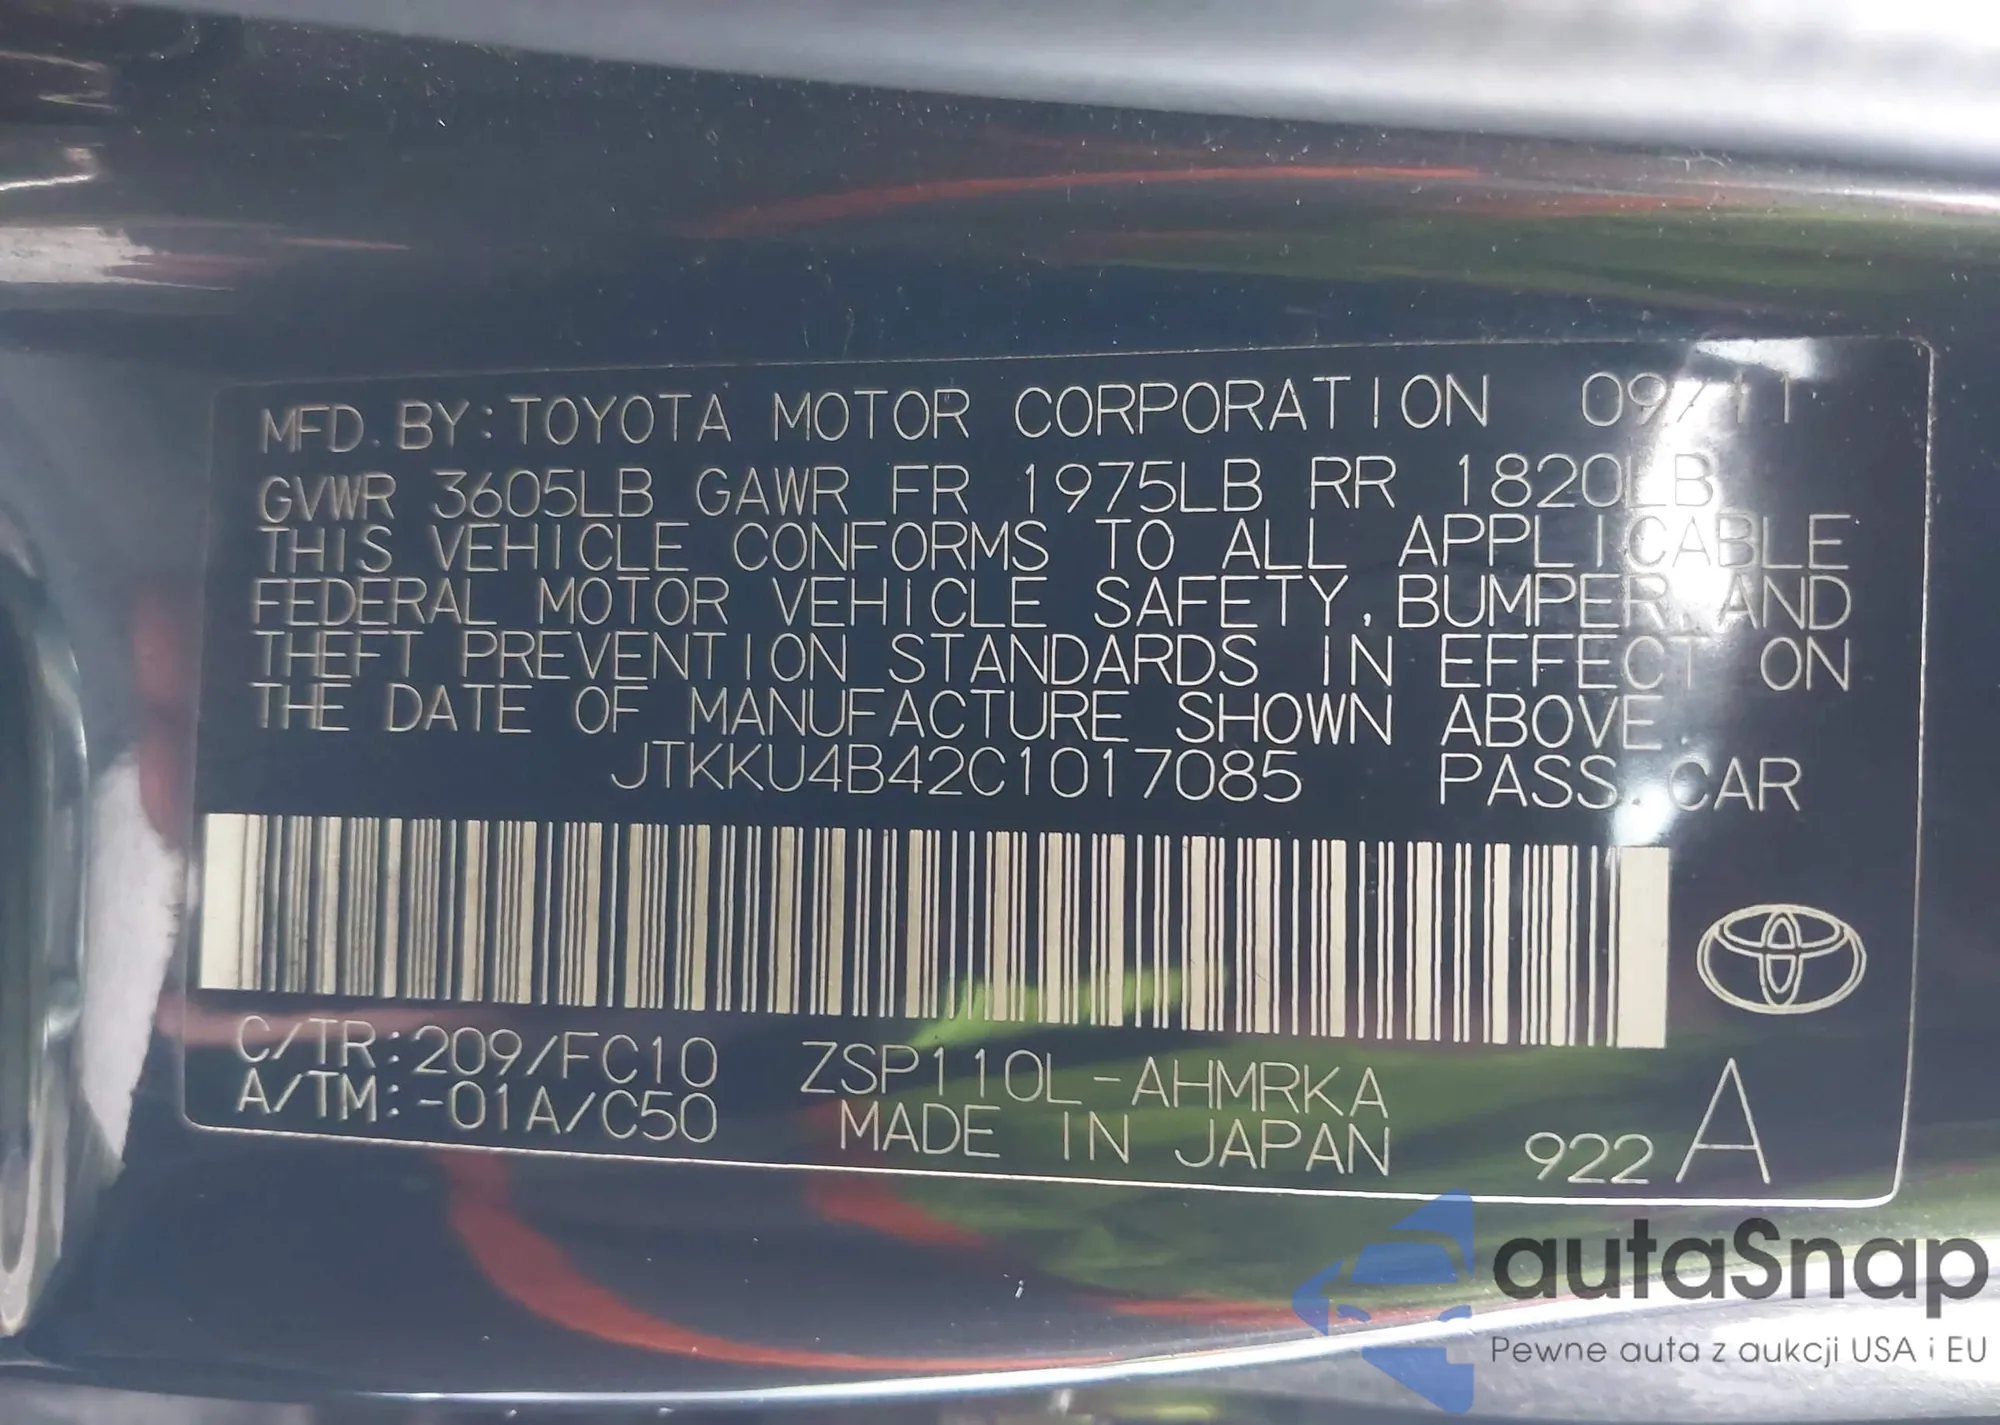 MFD. BY: TOYOTA MOTOR CORPORATION 09/11
GVWR 3605LB GAWR FR 1975LB RR 1820LB
THIS VEHICLE CONFORMS TO ALL APPLICABLE
FEDERAL MOTOR VEHICLE SAFETY, BUMPER, AND
THEFT PREVENTION STANDARDS IN EFFECT ON
THE DATE OF MANUFACTURE SHOWN ABOVE.
JTKKU4B42C1017085 PASS. CAR
C/TR: 209/FC10 ZSP110L-AHMRKA
A/TM: -01A/C50 MADE IN JAPAN 922 A
autaSnap
Pewne auta z aukcji USA i EU